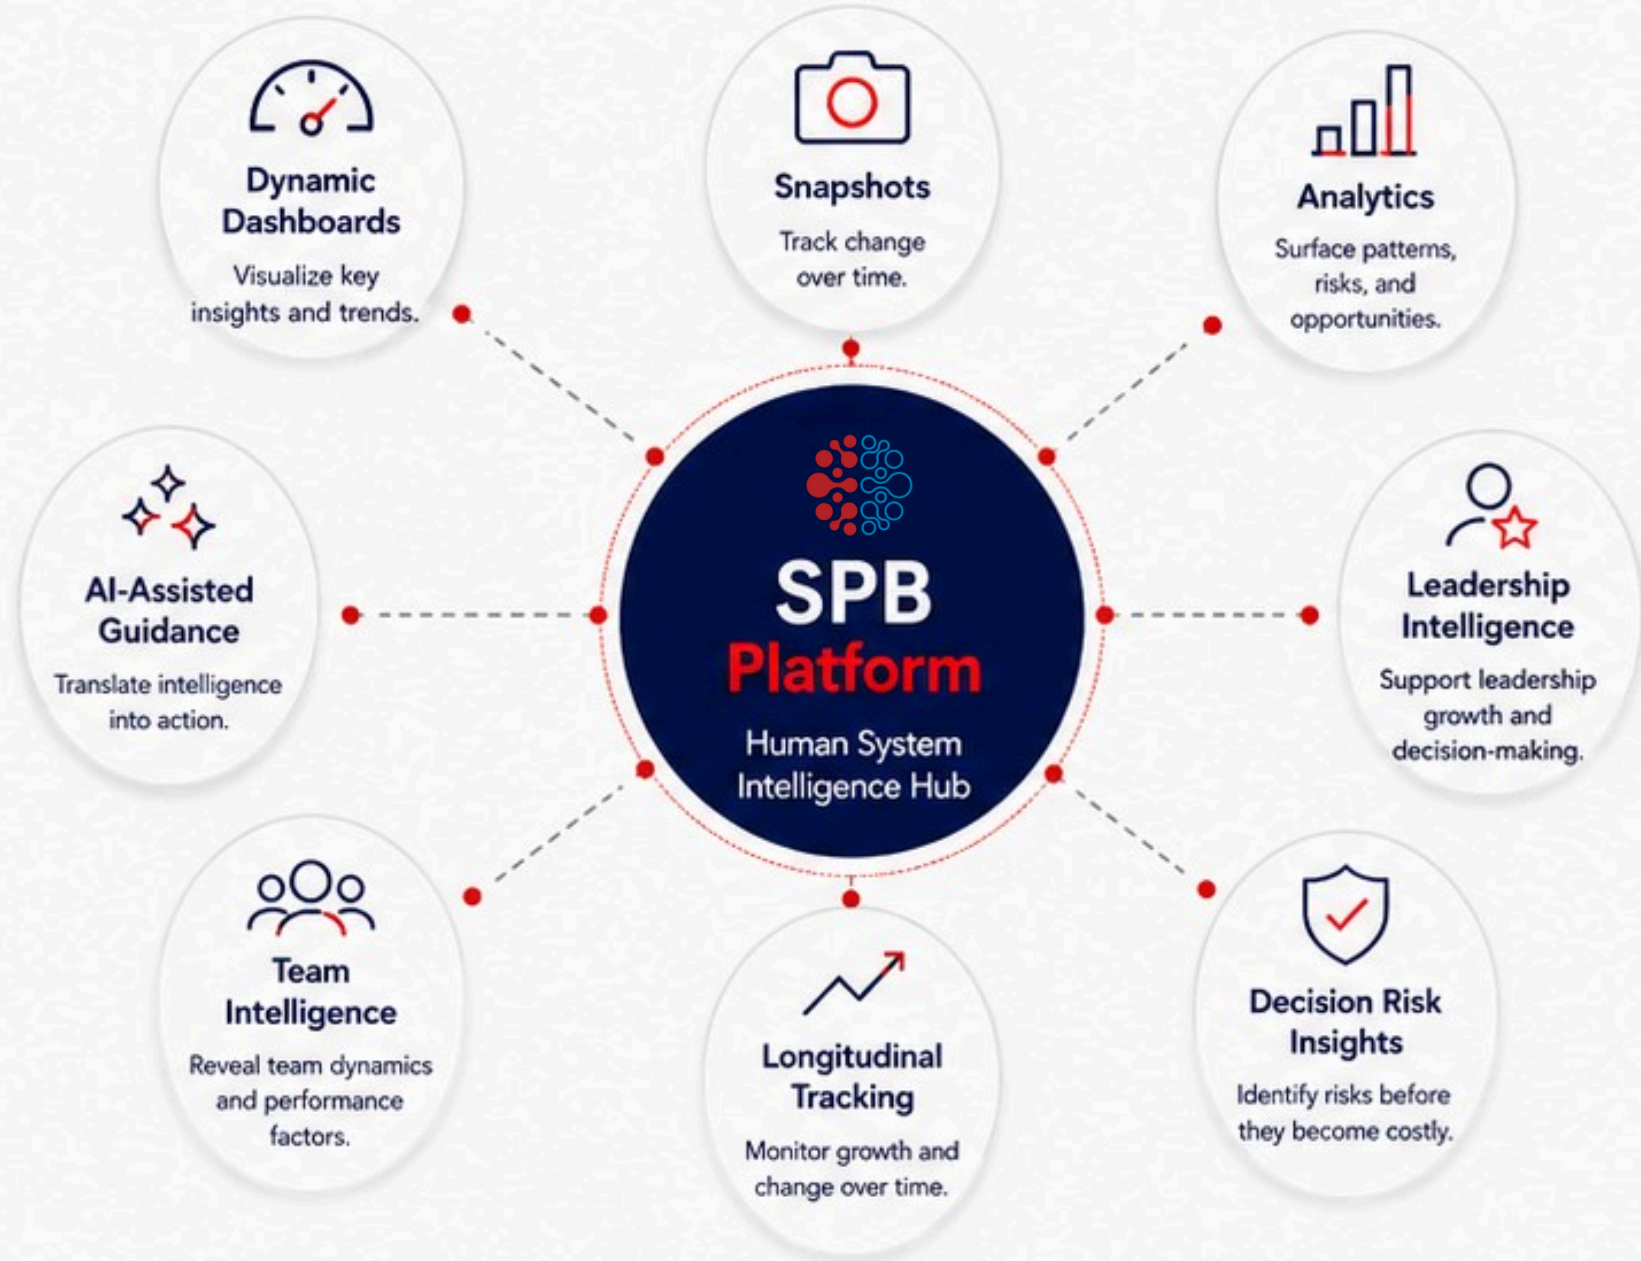 Dynamic
Dashboards
Visualize key
insights and trends.
Snapshots
Track change
over time.
Analytics
Surface patterns,
risks, and
opportunities.
AI-Assisted
Guidance
Translate intelligence
into action.
SPB
Platform
Human System
Intelligence Hub
Leadership
Intelligence
Support leadership
growth and
decision-making.
Team
Intelligence
Reveal team dynamics
and performance
factors.
Longitudinal
Tracking
Monitor growth and
change over time.
Decision Risk
Insights
Identify risks before
they become costly.